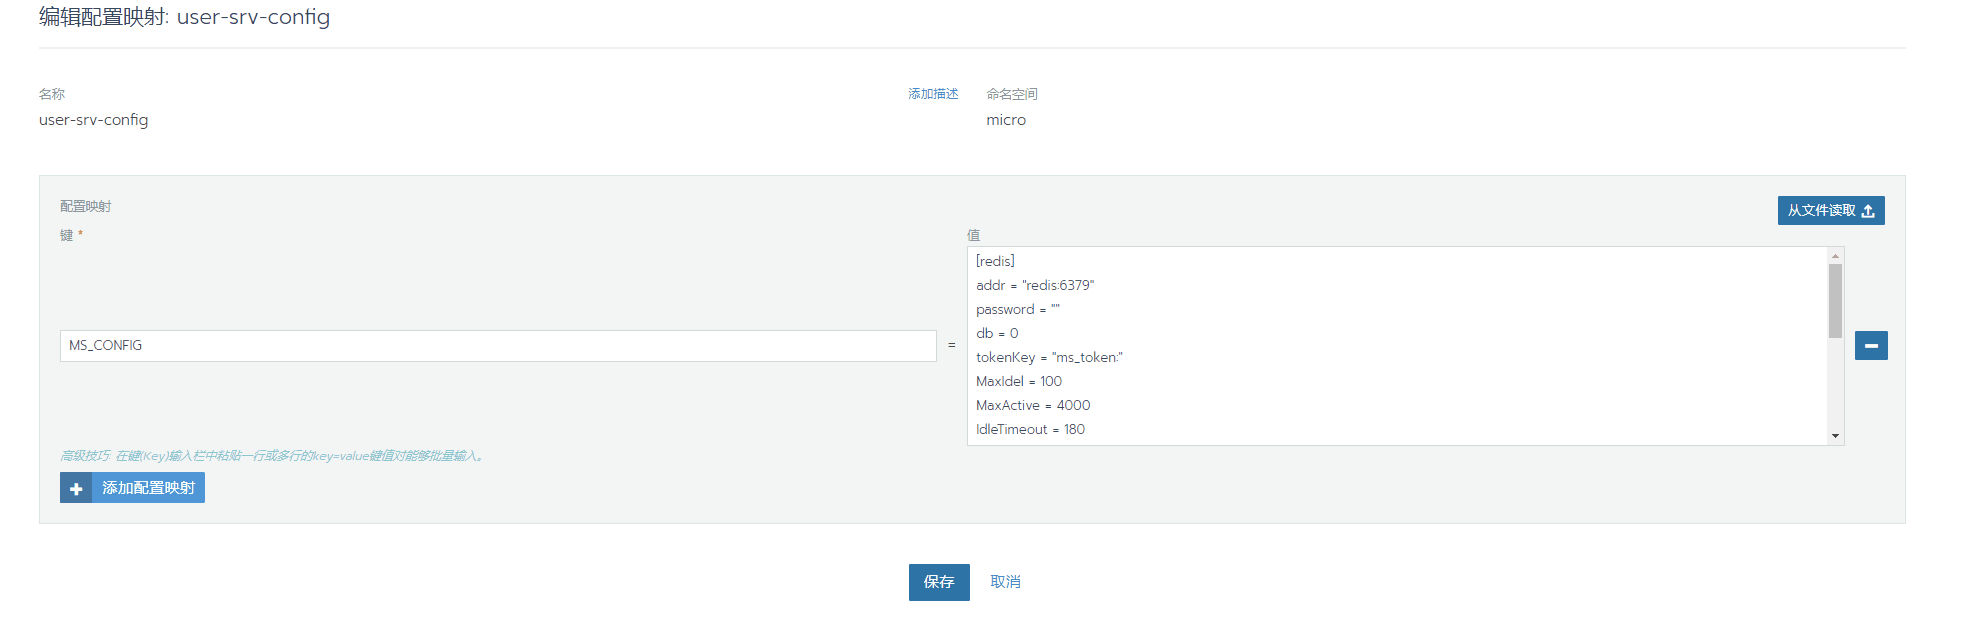 编辑配置映射: user-srv-config
名称
添加描述
命名空间
user-srv-config
micro
配置映射
从文件读取
键 *
值
MS_CONFIG
=
[redis]
addr = "redis:6379"
password = ""
db = 0
tokenKey = "ms_token:"
MaxIdel = 100
MaxActive = 4000
IdleTimeout = 180
高级技巧: 在键(Key)输入栏中粘贴一行或多行的key=value键值对能够批量输入。
添加配置映射
保存
取消